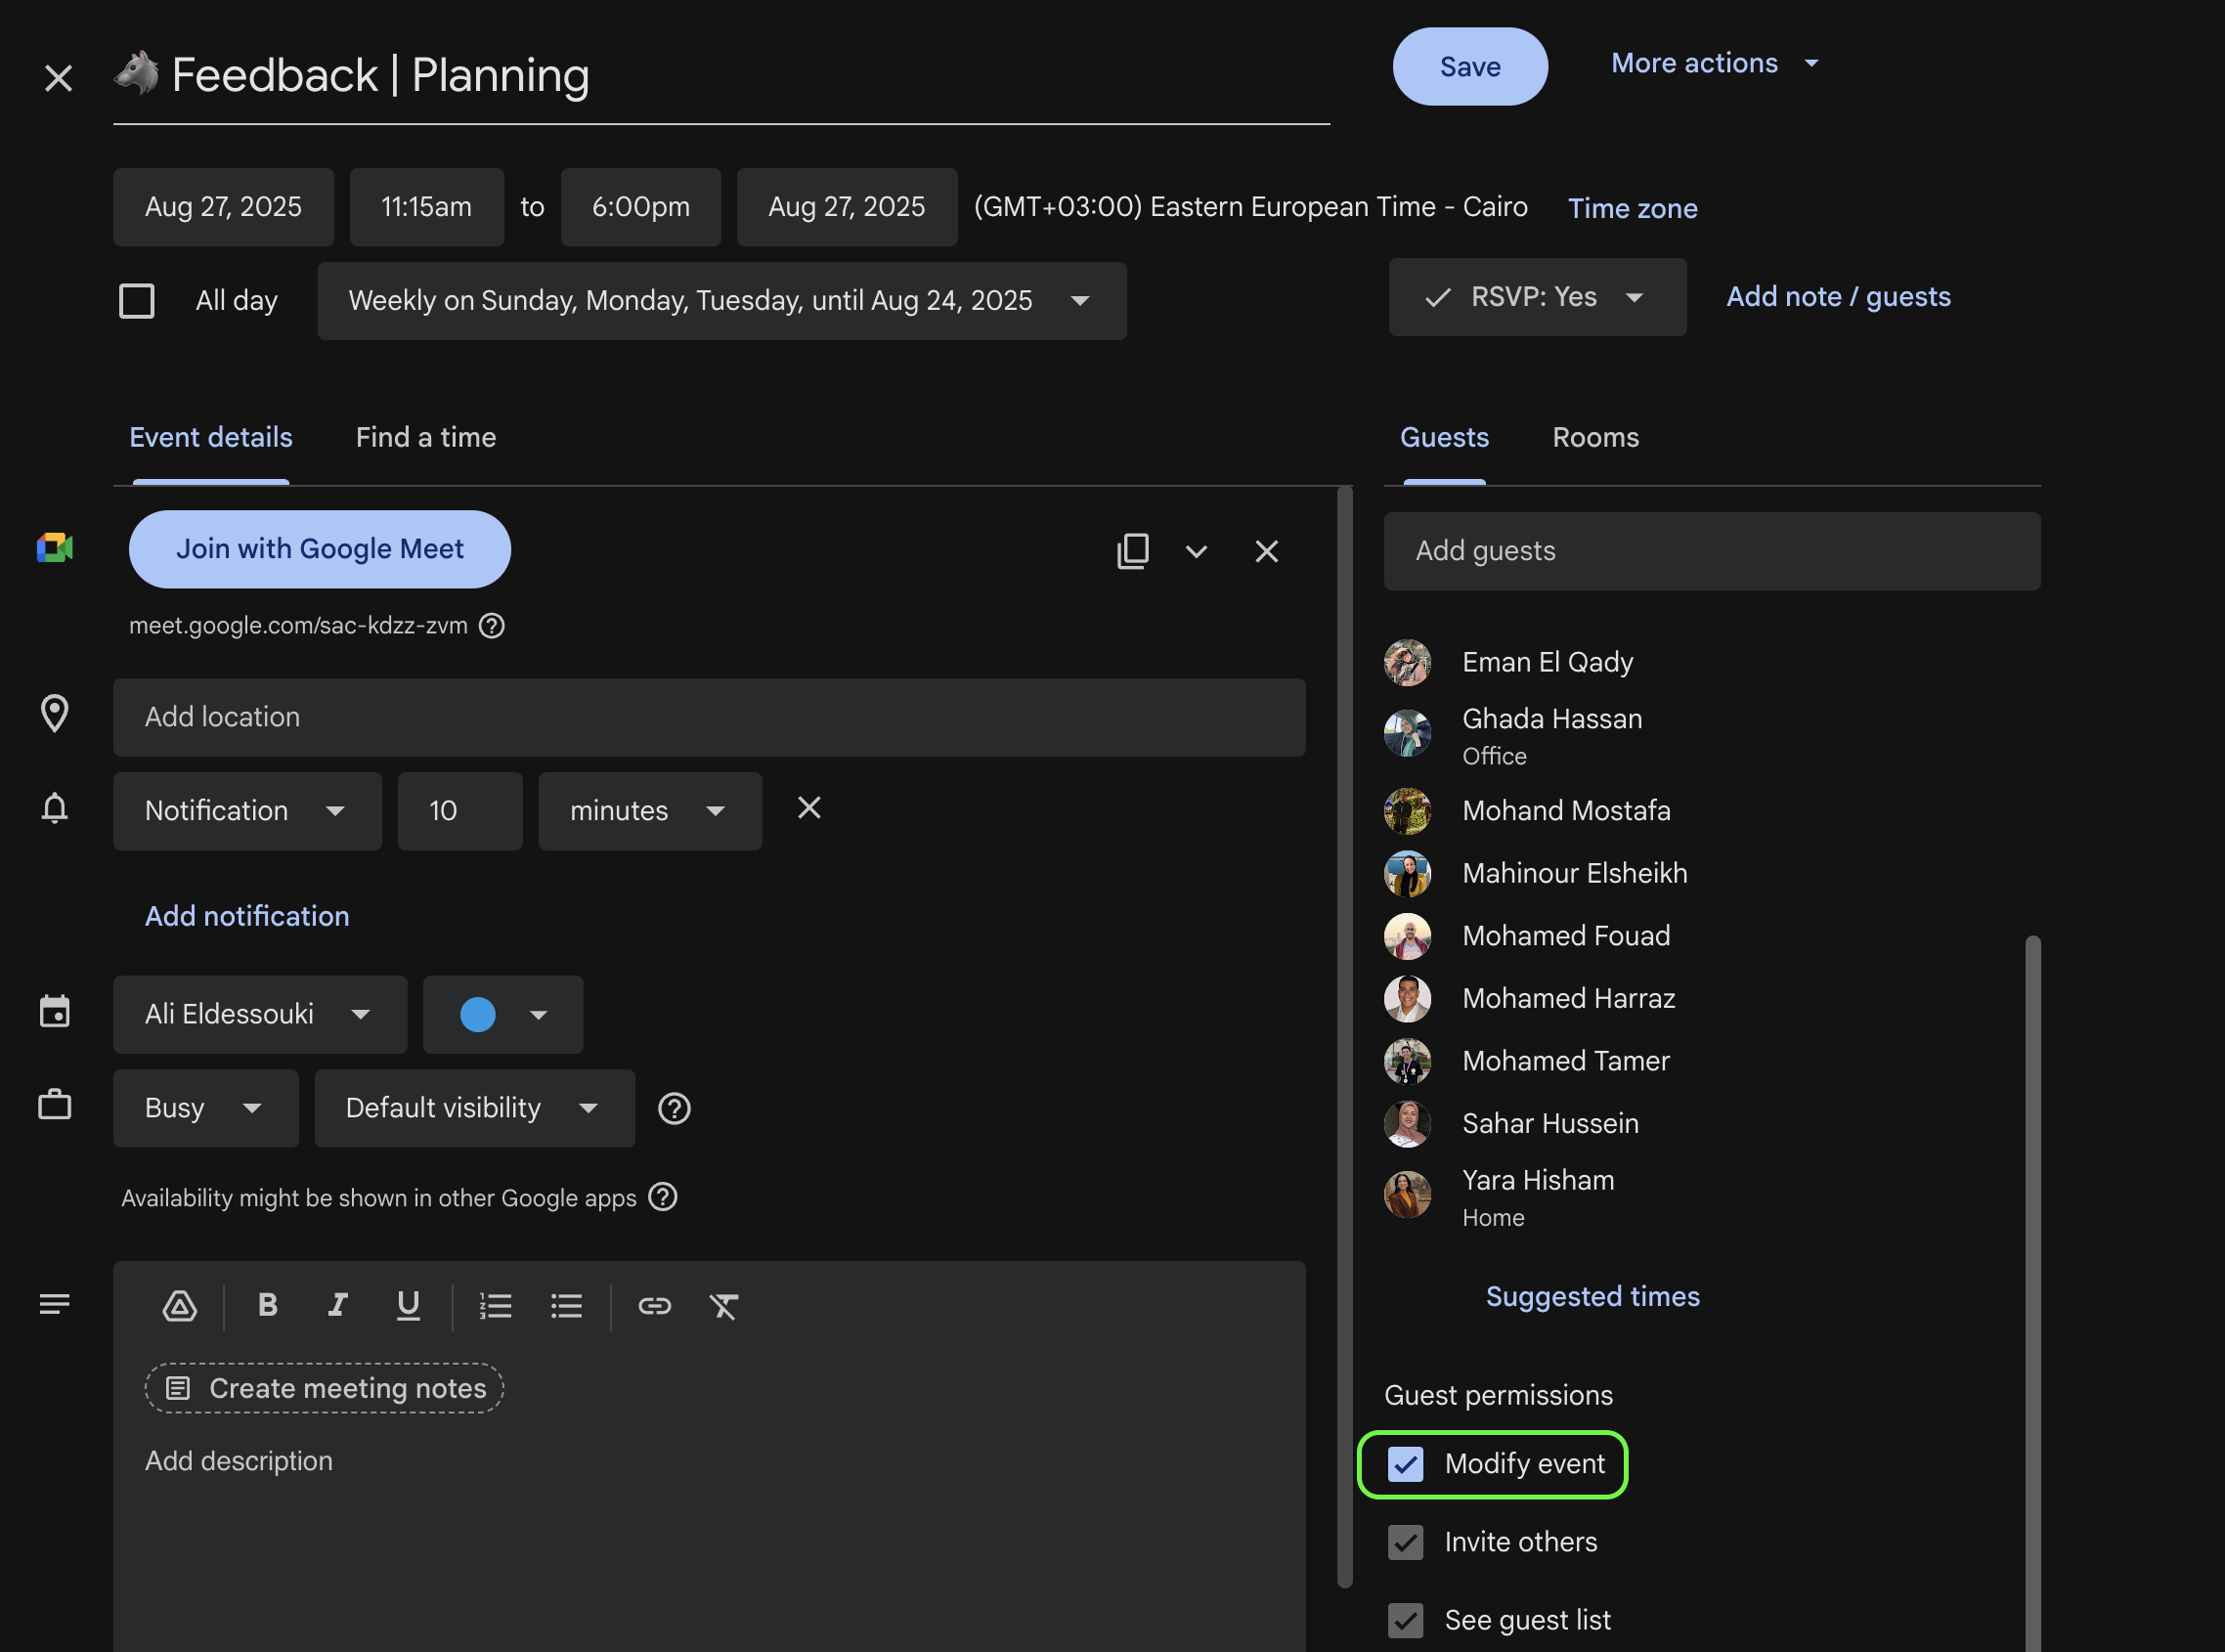 Feedback | Planning
Save
More actions
Aug 27, 2025
11:15am
to
6:00pm
Aug 27, 2025
(GMT+03:00) Eastern European Time - Cairo
Time zone
All day
Weekly on Sunday, Monday, Tuesday, until Aug 24, 2025
RSVP: Yes
Add note / guests
Event details
Find a time
Guests
Rooms
Join with Google Meet
meet.google.com/sac-kdzz-zvm
Add location
Notification
10
minutes
Add notification
Ali Eldessouki
Busy
Default visibility
Availability might be shown in other Google apps
B I U
Create meeting notes
Add description
Add guests
Eman El Qady
Ghada Hassan
Office
Mohand Mostafa
Mahinour Elsheikh
Mohamed Fouad
Mohamed Harraz
Mohamed Tamer
Sahar Hussein
Yara Hisham
Home
Suggested times
Guest permissions
Modify event
Invite others
See guest list